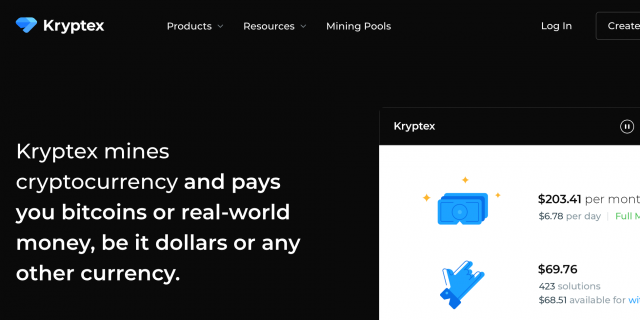 Kryptex
Products
Resources
Mining Pools
Log In
Create
Kryptex mines
cryptocurrency and pays
you bitcoins or real-world
money, be it dollars or any
other currency.
Kryptex
$203.41 per mont
$6.78 per day | Full M
$69.76
423 solutions
$68.51 available for wi